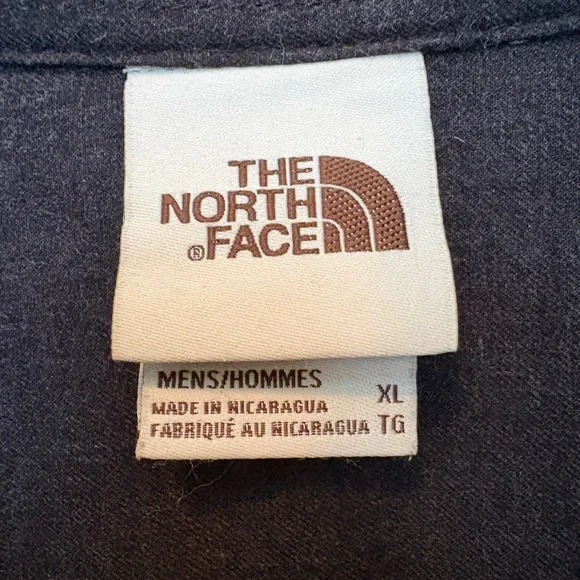 THE
NORTH
®FACE
MENS/HOMMES
MADE IN NICARAGUA XL
FABRIQUÉ AU NICARAGUA TG